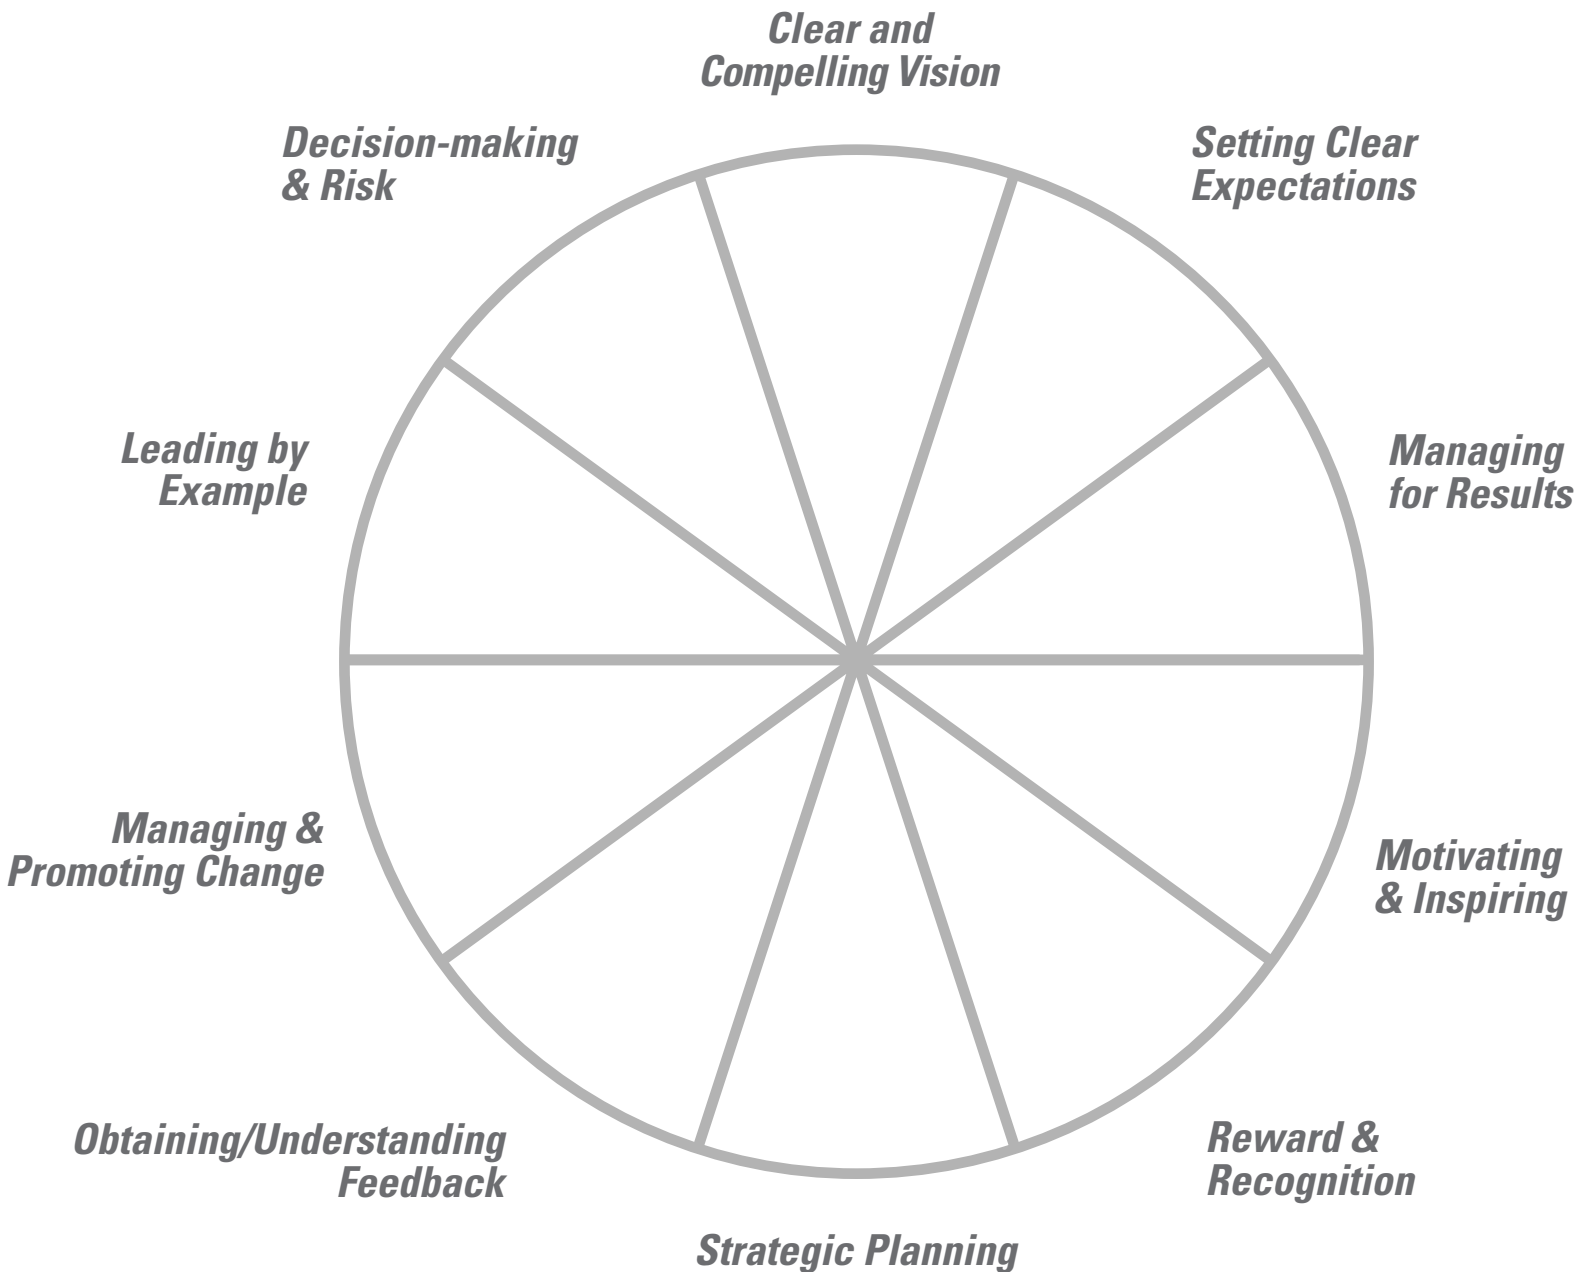 Clear and
Compelling Vision
Decision-making
& Risk
Setting Clear
Expectations
Leading by
Example
Managing
for Results
Managing &
Promoting Change
Motivating
& Inspiring
Obtaining/Understanding
Feedback
Reward &
Recognition
Strategic Planning